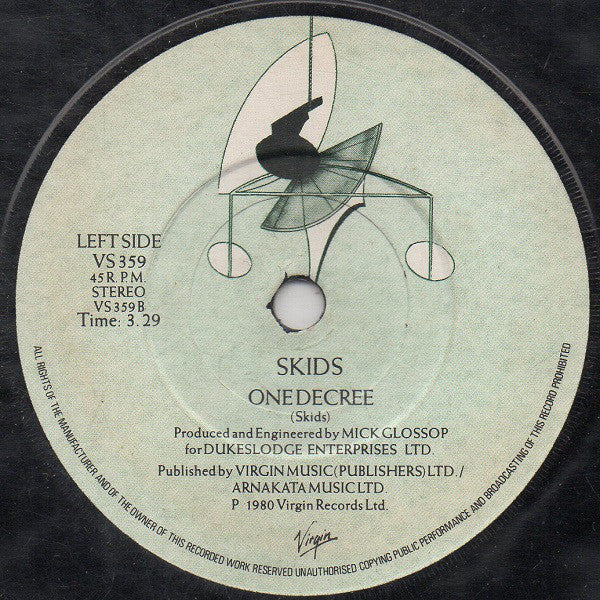 LEFT SIDE
VS 359
45 R.P.M.
STEREO
VS 359 B
Time: 3.29
SKIDS
ONE DECREE
(Skids)
Produced and Engineered by MICK GLOSSOP
for DUKESLODGE ENTERPRISES LTD.
Published by VIRGIN MUSIC (PUBLISHERS) LTD. /
ARNAKATA MUSIC LTD.
P 1980 Virgin Records Ltd.
Virgin
ALL RIGHTS OF THE MANUFACTURER AND OF THE OWNER OF THIS RECORDED WORK RESERVED UNAUTHORISED COPYING PUBLIC PERFORMANCE AND BROADCASTING OF THIS RECORD PROHIBITED